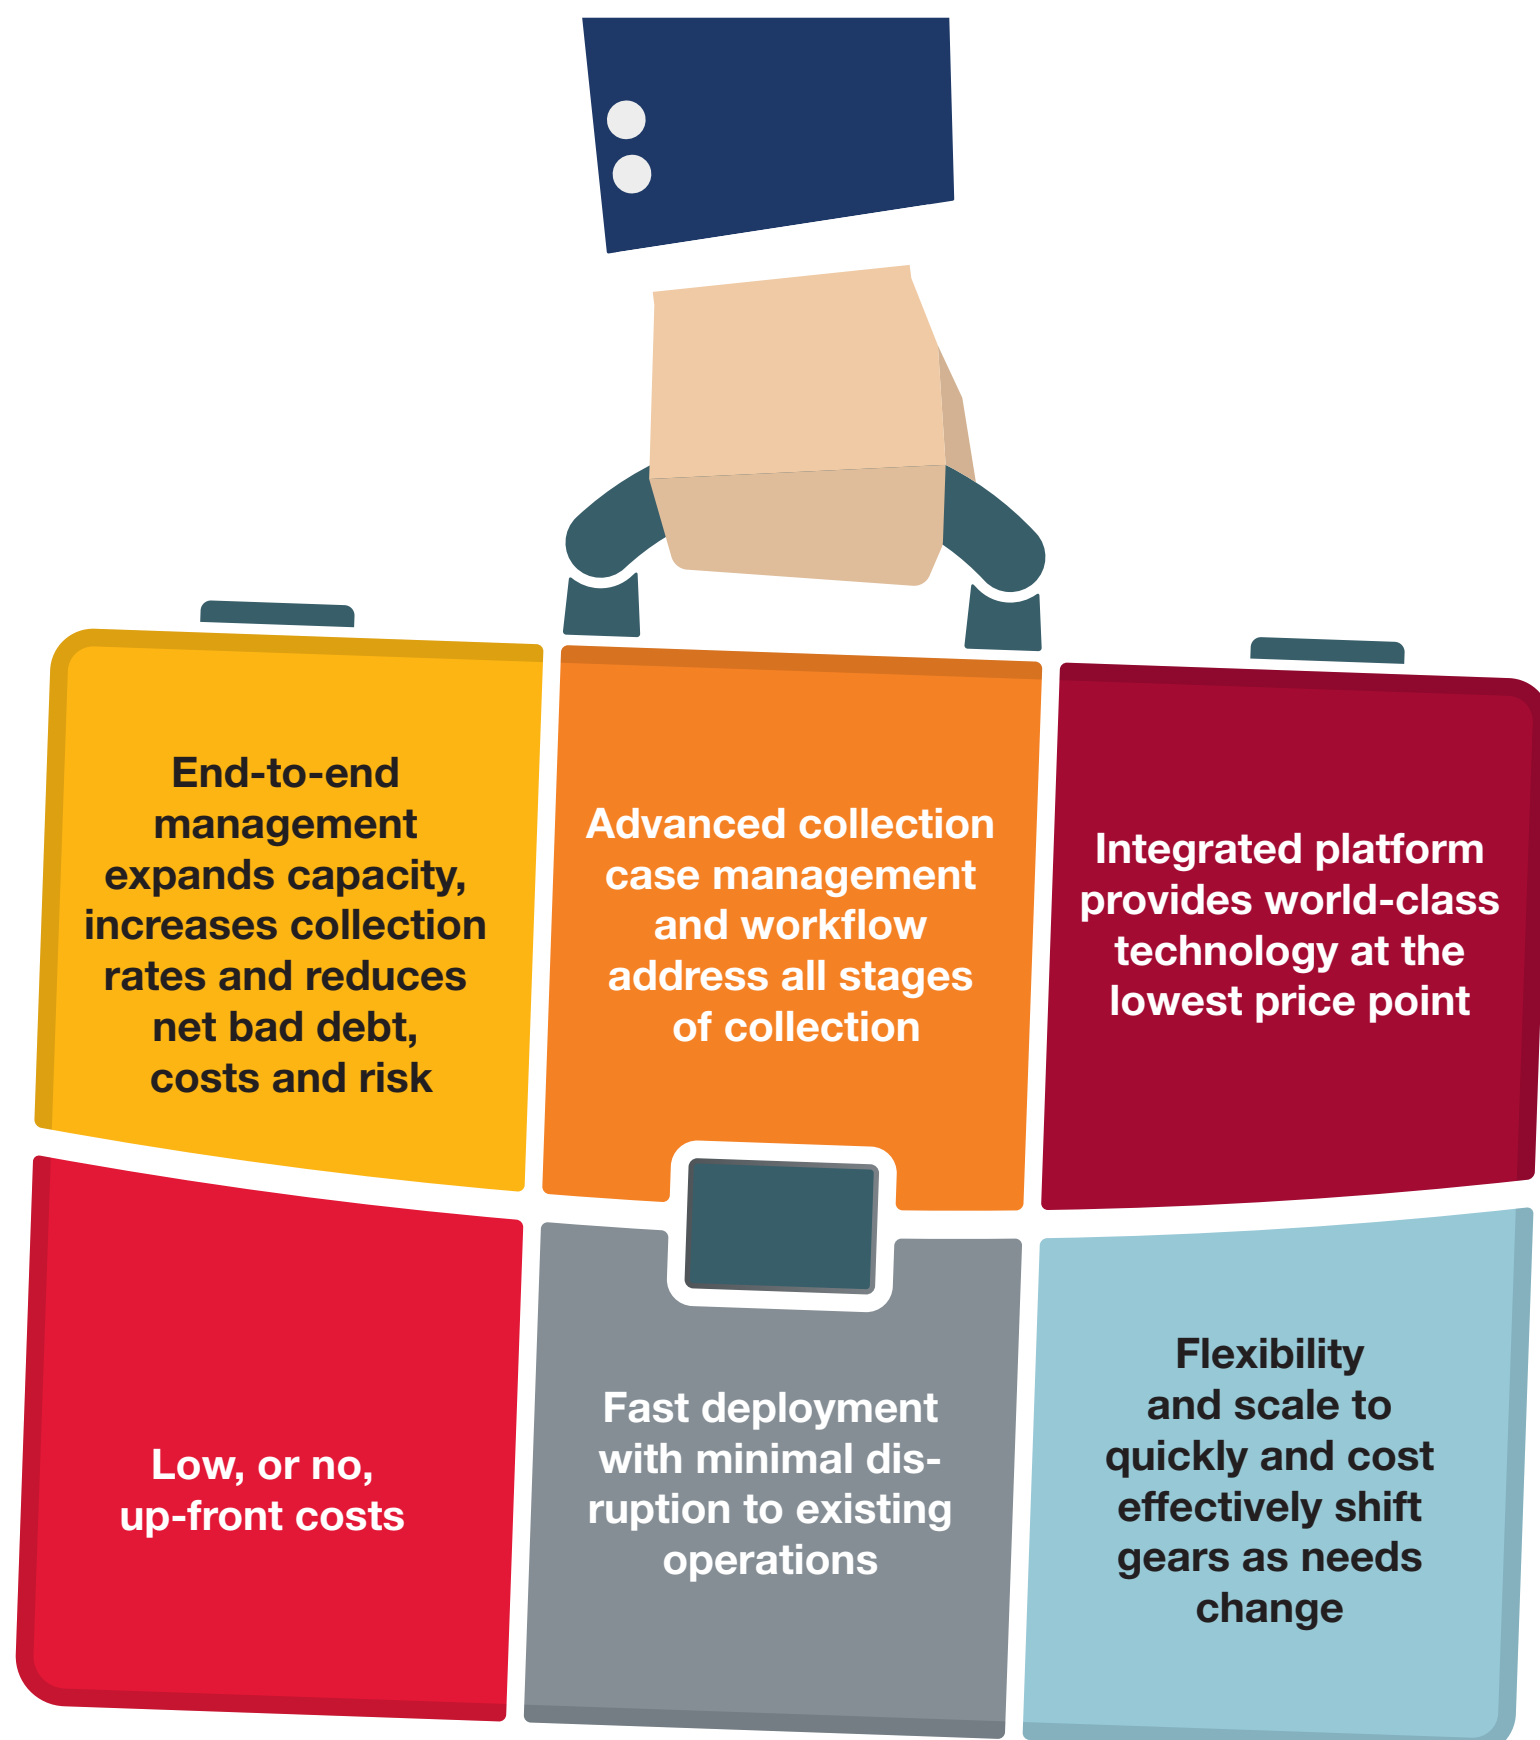 End-to-end
management
expands capacity,
increases collection
rates and reduces
net bad debt,
costs and risk
Advanced collection
case management
and workflow
address all stages
of collection
Integrated platform
provides world-class
technology at the
lowest price point
Low, or no,
up-front costs
Fast deployment
with minimal dis-
ruption to existing
operations
Flexibility
and scale to
quickly and cost
effectively shift
gears as needs
change